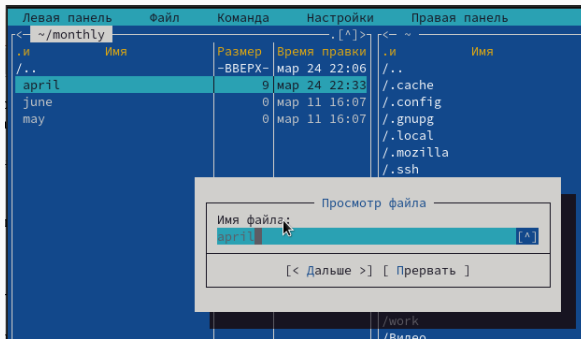 Левая панель Файл Команда Настройки Правая панель
<— ~/monthly .[^]> <— ~
.и Имя Размер Время правки .и Имя
/.. -ВВЕРХ- мар 24 22:06 /..
april 9 мар 24 22:33 /.cache
june 0 мар 11 16:07 /.config
may 0 мар 11 16:07 /.gnupg
/.local
/.mozilla
/.ssh
Просмотр файла
Имя файла:
april [^]
[< Дальше >] [ Прервать ]
/work
/Видео